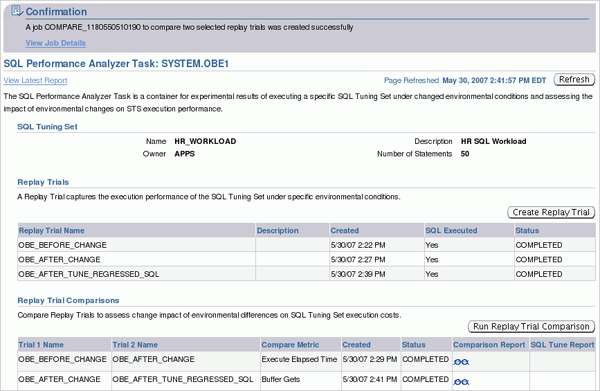 Confirmation
A job COMPARE_1180550510190 to compare two selected replay trials was created successfully
View Job Details
SQL Performance Analyzer Task: SYSTEM.OBE1
View Latest Report Page Refreshed May 30, 2007 2:41:57 PM EDT Refresh
The SQL Performance Analyzer Task is a container for experimental results of executing a specific SQL Tuning Set under changed environmental conditions and assessing the
impact of environmental changes on STS execution performance.
SQL Tuning Set
Name HR_WORKLOAD Description HR SQL Workload
Owner APPS Number of Statements 50
Replay Trials
A Replay Trial captures the execution performance of the SQL Tuning Set under specific environmental conditions.
Create Replay Trial
Replay Trial Name Description Created SQL Executed Status
OBE_BEFORE_CHANGE 5/30/07 2:22 PM Yes COMPLETED
OBE_AFTER_CHANGE 5/30/07 2:27 PM Yes COMPLETED
OBE_AFTER_TUNE_REGRESSED_SQL 5/30/07 2:39 PM Yes COMPLETED
Replay Trial Comparisons
Compare Replay Trials to assess change impact of environmental differences on SQL Tuning Set execution costs.
Run Replay Trial Comparison
Trial 1 Name Trial 2 Name Compare Metric Created Status Comparison Report SQL Tune Report
OBE_BEFORE_CHANGE OBE_AFTER_CHANGE Execute Elapsed Time 5/30/07 2:29 PM COMPLETED
OBE_AFTER_CHANGE OBE_AFTER_TUNE_REGRESSED_SQL Buffer Gets 5/30/07 2:41 PM COMPLETED